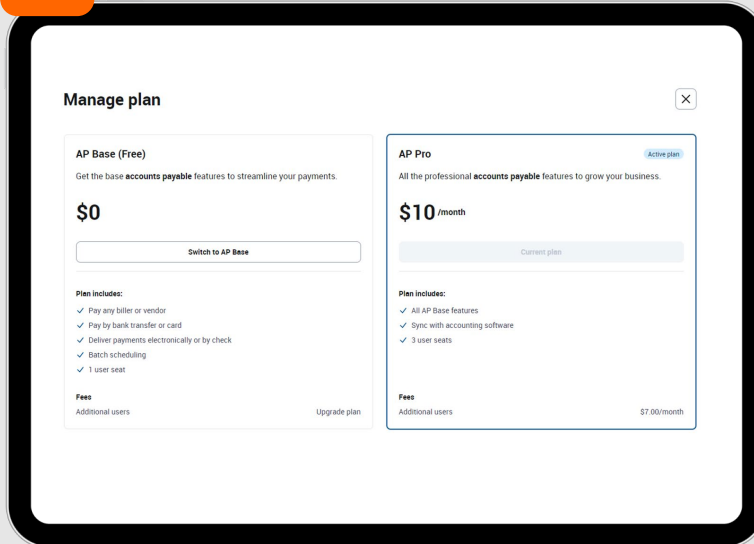 Manage plan
AP Base (Free)
Get the base accounts payable features to streamline your payments.
$0
Switch to AP Base
Plan includes:
Pay any biller or vendor
Pay by bank transfer or card
Deliver payments electronically or by check
Batch scheduling
1 user seat
Fees
Additional users Upgrade plan
AP Pro Active plan
All the professional accounts payable features to grow your business.
$10 /month
Current plan
Plan includes:
All AP Base features
Sync with accounting software
3 user seats
Fees
Additional users $7.00/month